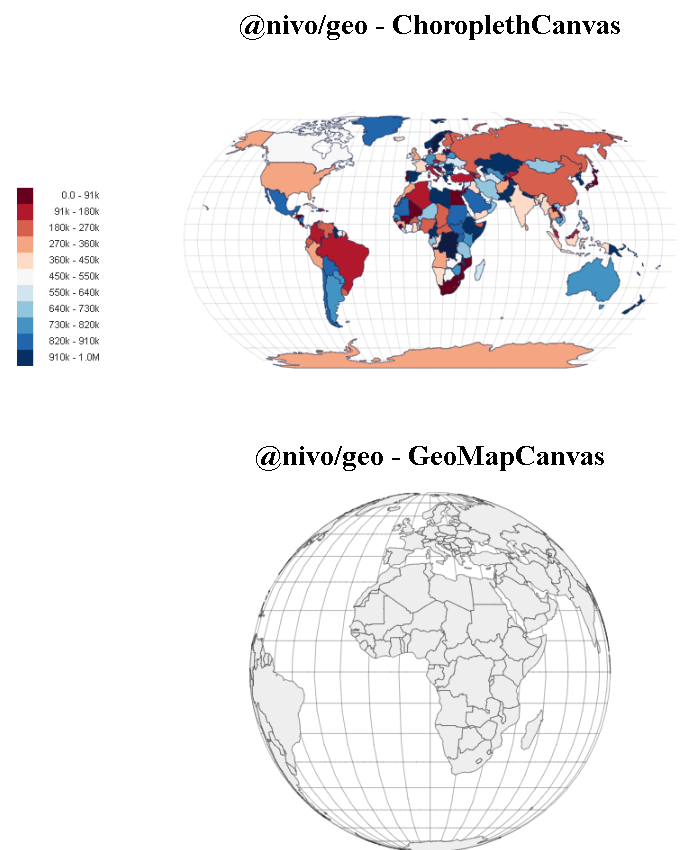 @nivo/geo - ChoroplethCanvas
0.0 - 91k
91k - 180k
180k - 270k
270k - 360k
360k - 450k
450k - 550k
550k - 640k
640k - 730k
730k - 820k
820k - 910k
910k - 1.0M
@nivo/geo - GeoMapCanvas